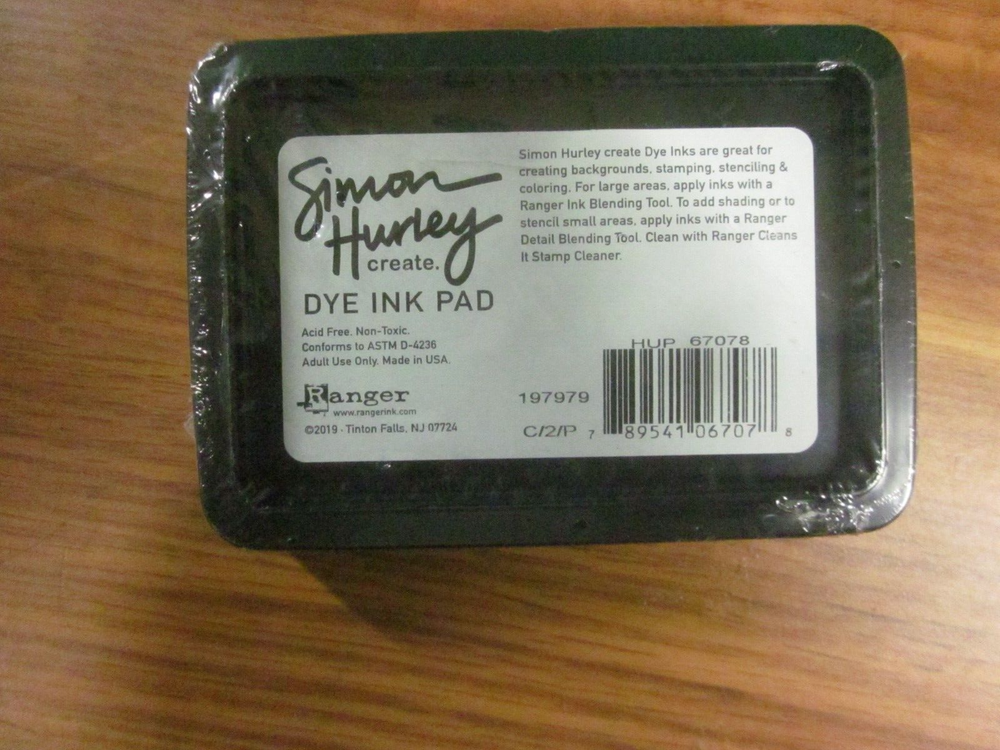 Simon
Hurley
create.
DYE INK PAD
Acid Free. Non-Toxic.
Conforms to ASTM D-4236
Adult Use Only. Made in USA.
Ranger
www.rangerink.com
©2019 · Tinton Falls, NJ 07724
Simon Hurley create Dye Inks are great for
creating backgrounds, stamping, stenciling &
coloring. For large areas, apply inks with a
Ranger Ink Blending Tool. To add shading or to
stencil small areas, apply inks with a Ranger
Detail Blending Tool. Clean with Ranger Cleans
It Stamp Cleaner.
HUP 67078
197979
C/2/P 7 89541 06707 8